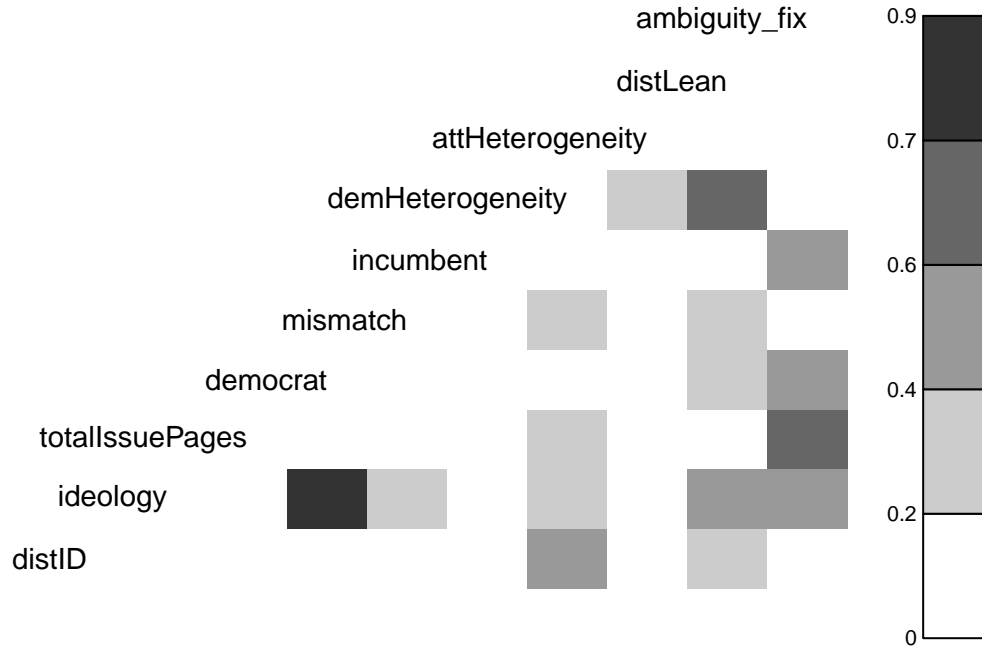 ambiguity_fix
distLean
attHeterogeneity
demHeterogeneity
incumbent
mismatch
democrat
totalIssuePages
ideology
distID
0.9
0.7
0.6
0.4
0.2
0